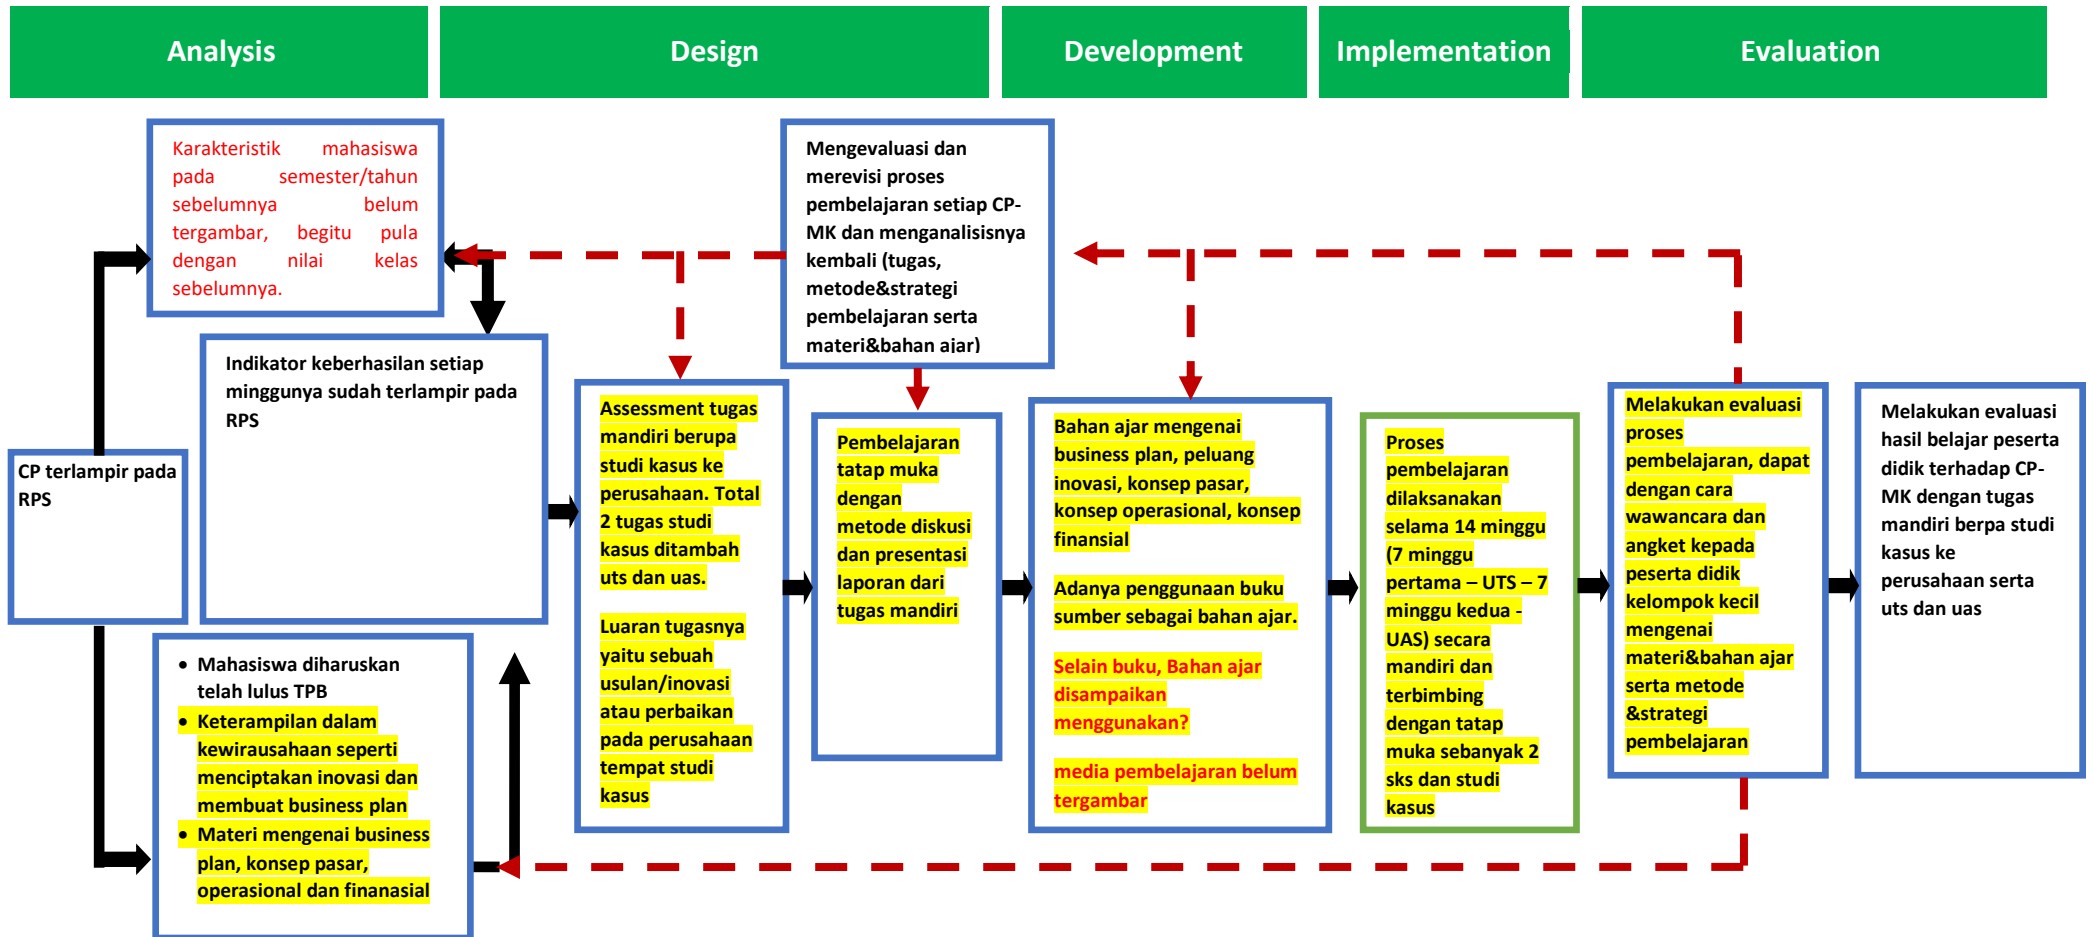 Analysis
Design
Development
Implementation
Evaluation
Karakteristik mahasiswa
pada semester/tahun
sebelumnya belum
tergambar, begitu pula
dengan nilai kelas
sebelumnya.
Mengevaluasi dan
merevisi proses
pembelajaran setiap CP-
MK dan menganalisisnya
kembali (tugas,
metode&strategi
pembelajaran serta
materi&bahan ajar)
Indikator keberhasilan setiap
minggunya sudah terlampir pada
RPS
CP terlampir pada
RPS
• Mahasiswa diharuskan
telah lulus TPB
• Keterampilan dalam
kewirausahaan seperti
menciptakan inovasi dan
membuat business plan
• Materi mengenai business
plan, konsep pasar,
operasional dan finanasial
Assessment tugas
mandiri berupa
studi kasus ke
perusahaan. Total
2 tugas studi
kasus ditambah
uts dan uas.
Luaran tugasnya
yaitu sebuah
usulan/inovasi
atau perbaikan
pada perusahaan
tempat studi
kasus
Pembelajaran
tatap muka
dengan
metode diskusi
dan presentasi
laporan dari
tugas mandiri
Bahan ajar mengenai
business plan, peluang
inovasi, konsep pasar,
konsep operasional, konsep
finansial
Adanya penggunaan buku
sumber sebagai bahan ajar.
Selain buku, Bahan ajar
disampaikan
menggunakan?
media pembelajaran belum
tergambar
Proses
pembelajaran
dilaksanakan
selama 14 minggu
(7 minggu
pertama – UTS – 7
minggu kedua -
UAS) secara
mandiri dan
terbimbing
dengan tatap
muka sebanyak 2
sks dan studi
kasus
Melakukan evaluasi
proses
pembelajaran, dapat
dengan cara
wawancara dan
angket kepada
peserta didik
kelompok kecil
mengenai
materi&bahan ajar
serta metode
&strategi
pembelajaran
Melakukan evaluasi
hasil belajar peserta
didik terhadap CP-
MK dengan tugas
mandiri berpa studi
kasus ke
perusahaan serta
uts dan uas